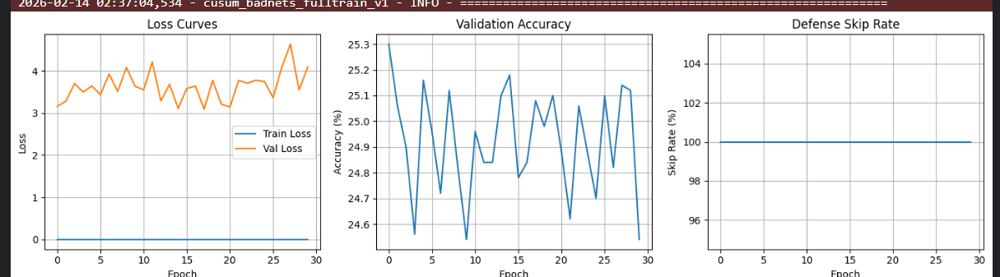 2026-02-14 02:37:04,534 - cusum_badnets_fulltrain_v1 - INFO - ============================================================
Loss Curves
Loss
4
3
2
1
0
Train Loss
Val Loss
0 5 10 15 20 25 30
Epoch
Validation Accuracy
Accuracy (%)
25.3
25.2
25.1
25.0
24.9
24.8
24.7
24.6
0 5 10 15 20 25 30
Epoch
Defense Skip Rate
Skip Rate (%)
104
102
100
98
96
0 5 10 15 20 25 30
Epoch